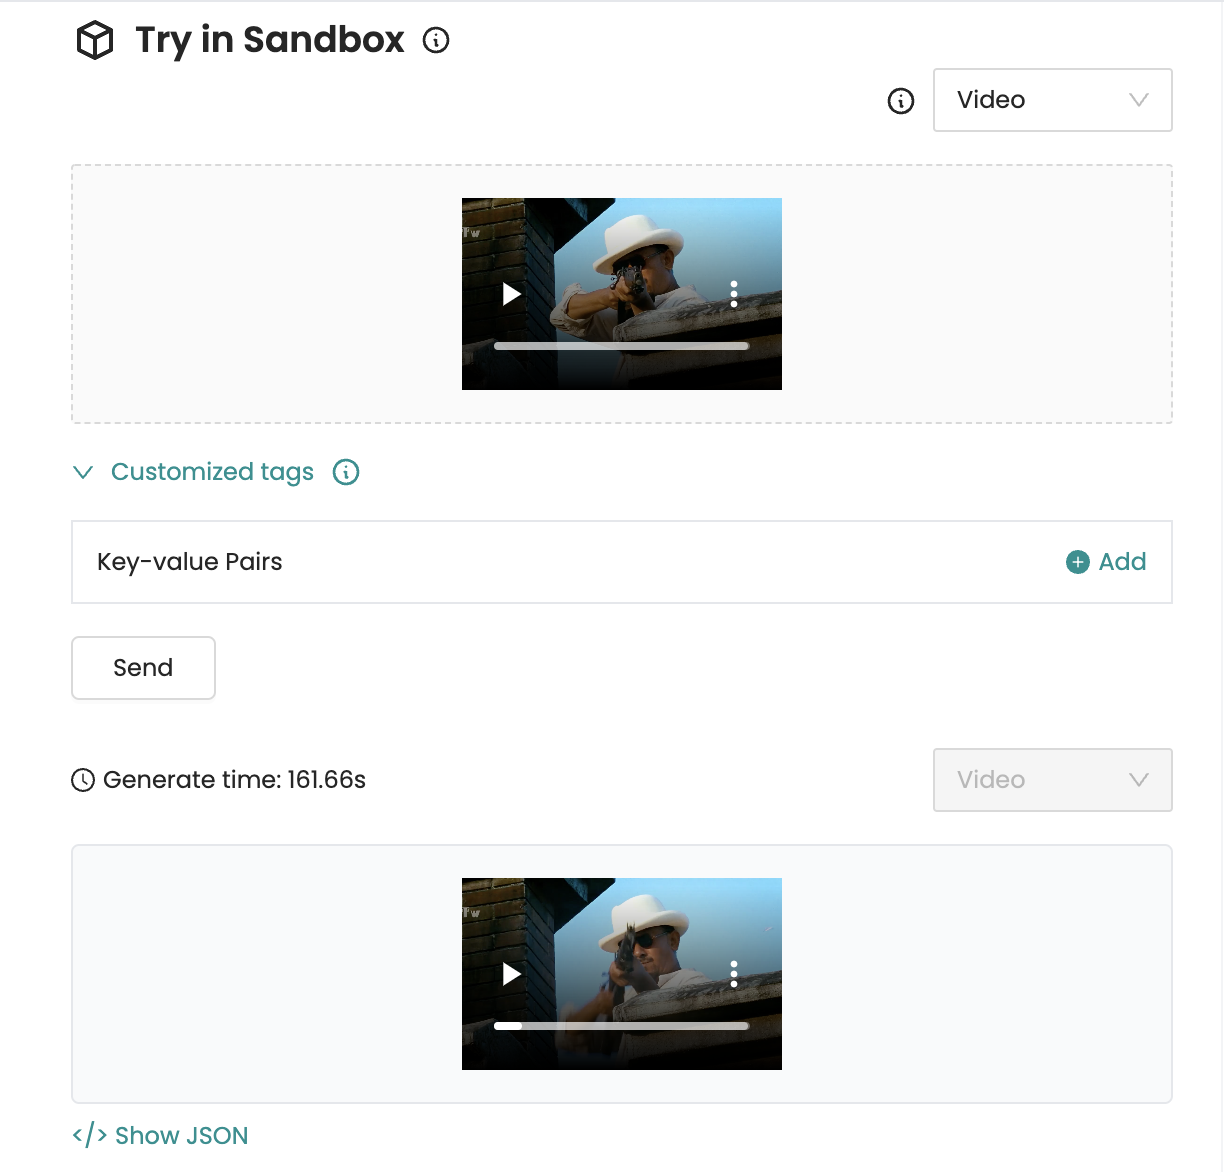 Try in Sandbox
Video
Customized tags
Key-value Pairs
Add
Send
Generate time: 161.66s
Video
</> Show JSON